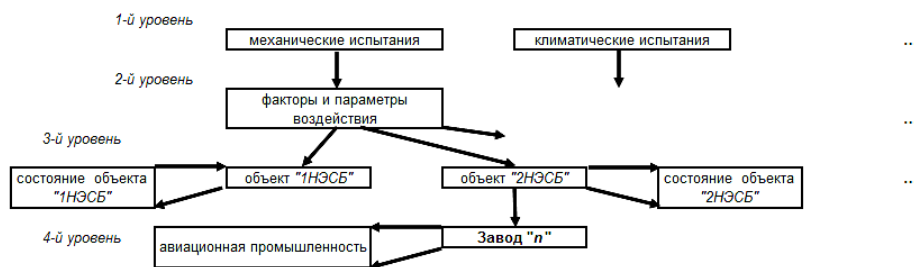 1-й уровень
механические испытания
климатические испытания
..
2-й уровень
факторы и параметры
воздействия
..
3-й уровень
состояние объекта
"1НЭСБ"
объект "1НЭСБ"
объект "2НЭСБ"
состояние объекта
"2НЭСБ"
..
4-й уровень
авиационная промышленность
Завод "n"